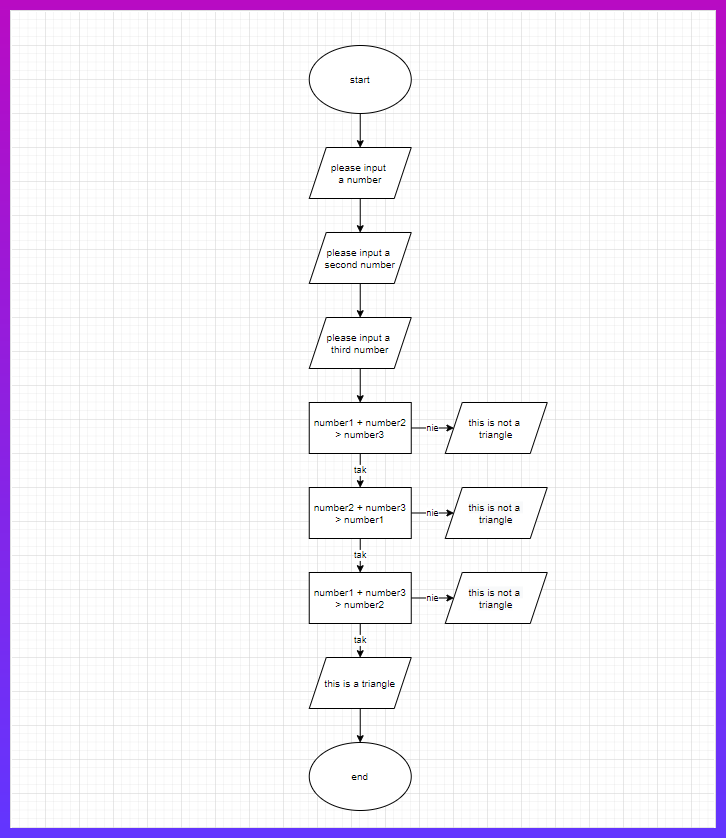 start
please input
a number
please input a
second number
please input a
third number
number1 + number2
> number3
nie
this is not a
triangle
tak
number2 + number3
> number1
nie
this is not a
triangle
tak
number1 + number3
> number2
nie
this is not a
triangle
tak
this is a triangle
end